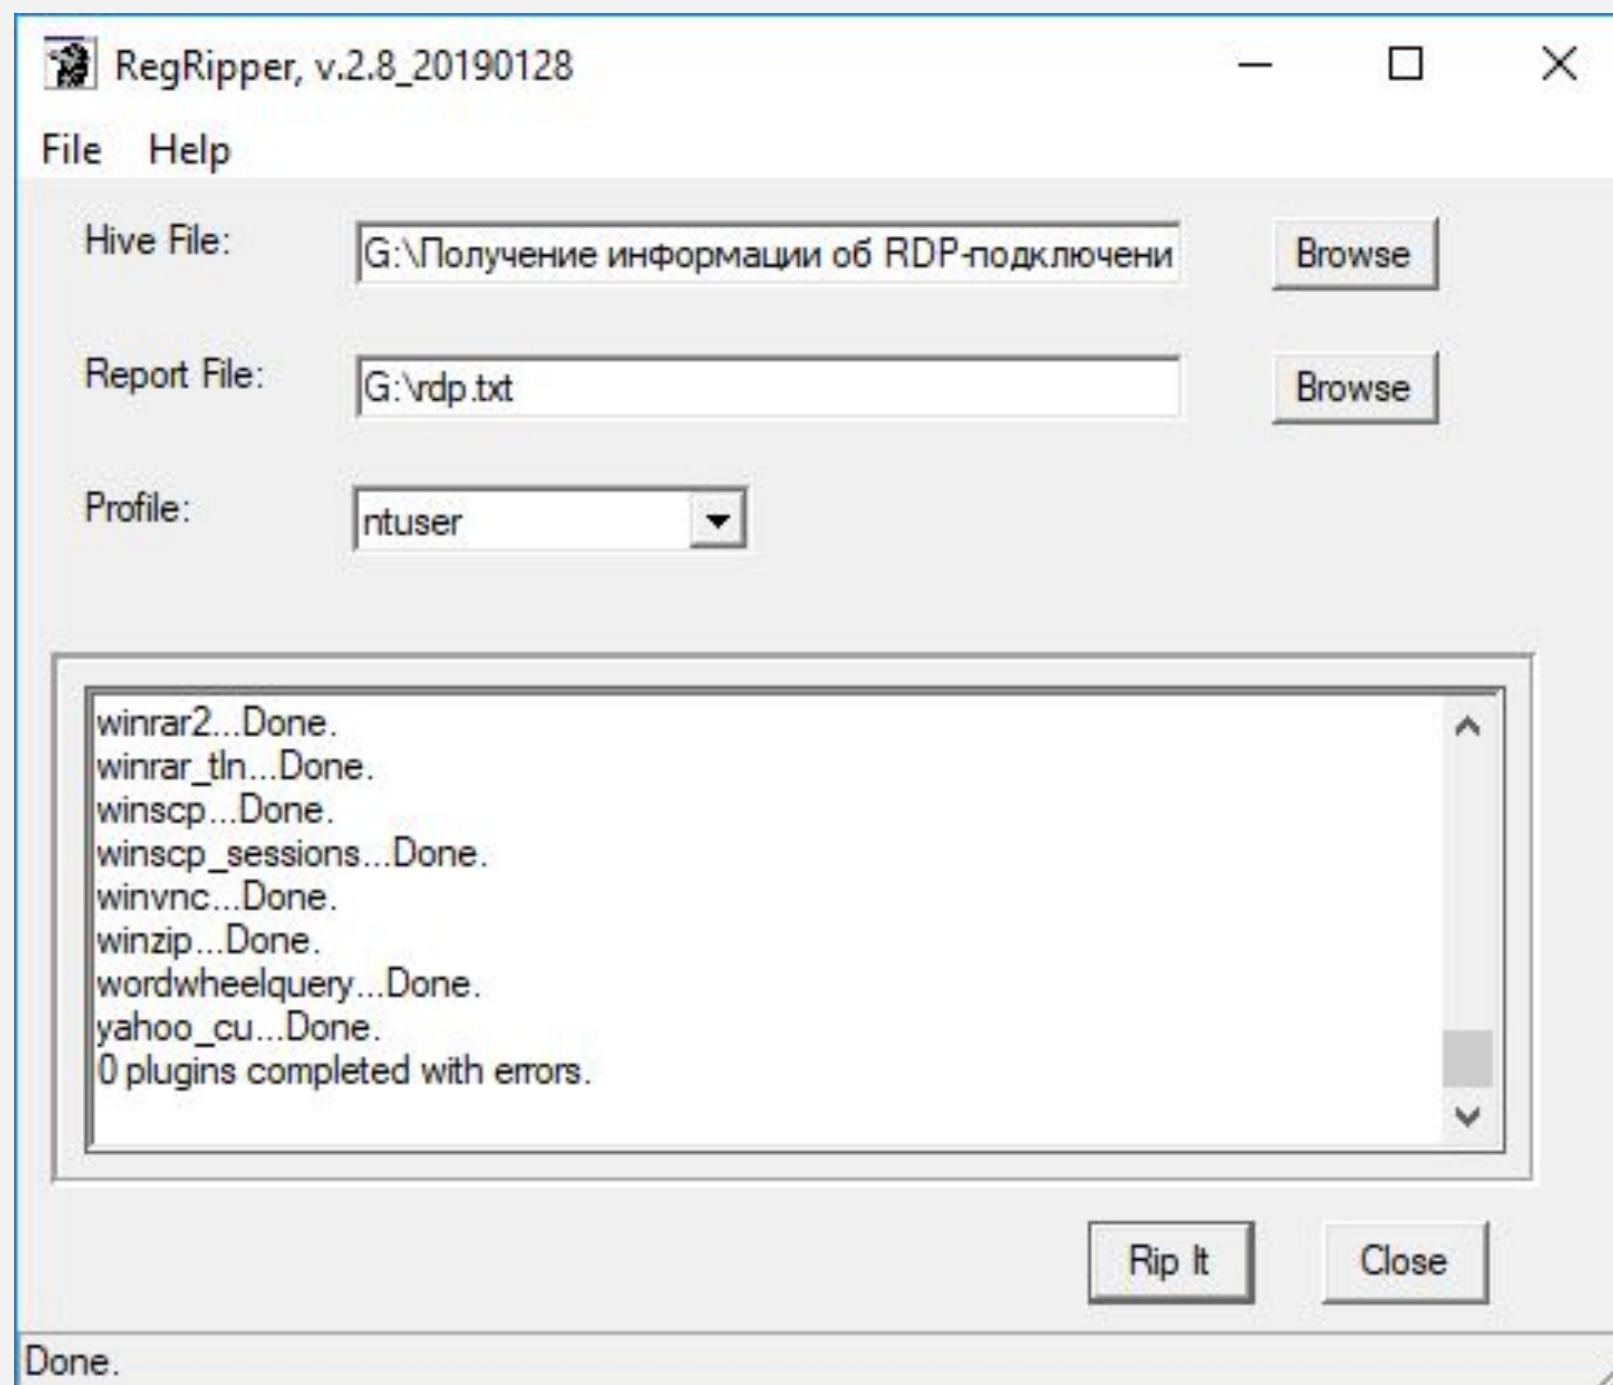 RegRipper, v.2.8_20190128
File Help
Hive File: G:\Получение информации об RDP-подключени Browse
Report File: G:\rdp.txt Browse
Profile: ntuser
winrar2...Done.
winrar_tln...Done.
winscp...Done.
winscp_sessions...Done.
winvnc...Done.
winzip...Done.
wordwheelquery...Done.
yahoo_cu...Done.
0 plugins completed with errors.
Rip It Close
Done.